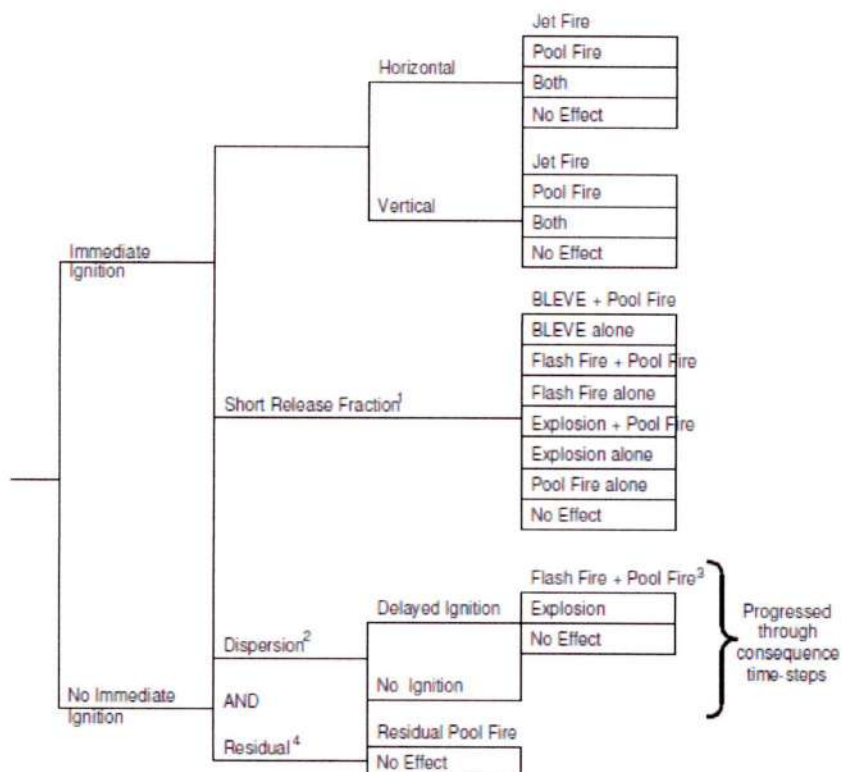 Jet Fire
Pool Fire
Horizontal
Both
No Effect
Jet Fire
Pool Fire
Vertical
Both
No Effect
Immediate
Ignition
BLEVE + Pool Fire
BLEVE alone
Flash Fire + Pool Fire
Flash Fire alone
Short Release Fraction¹
Explosion + Pool Fire
Explosion alone
Pool Fire alone
No Effect
Flash Fire + Pool Fire³
Delayed Ignition
Explosion
No Effect
Progressed
through
consequence
time-steps
Dispersion²
No Ignition
No Immediate
Ignition
AND
Residual Pool Fire
Residual⁴
No Effect